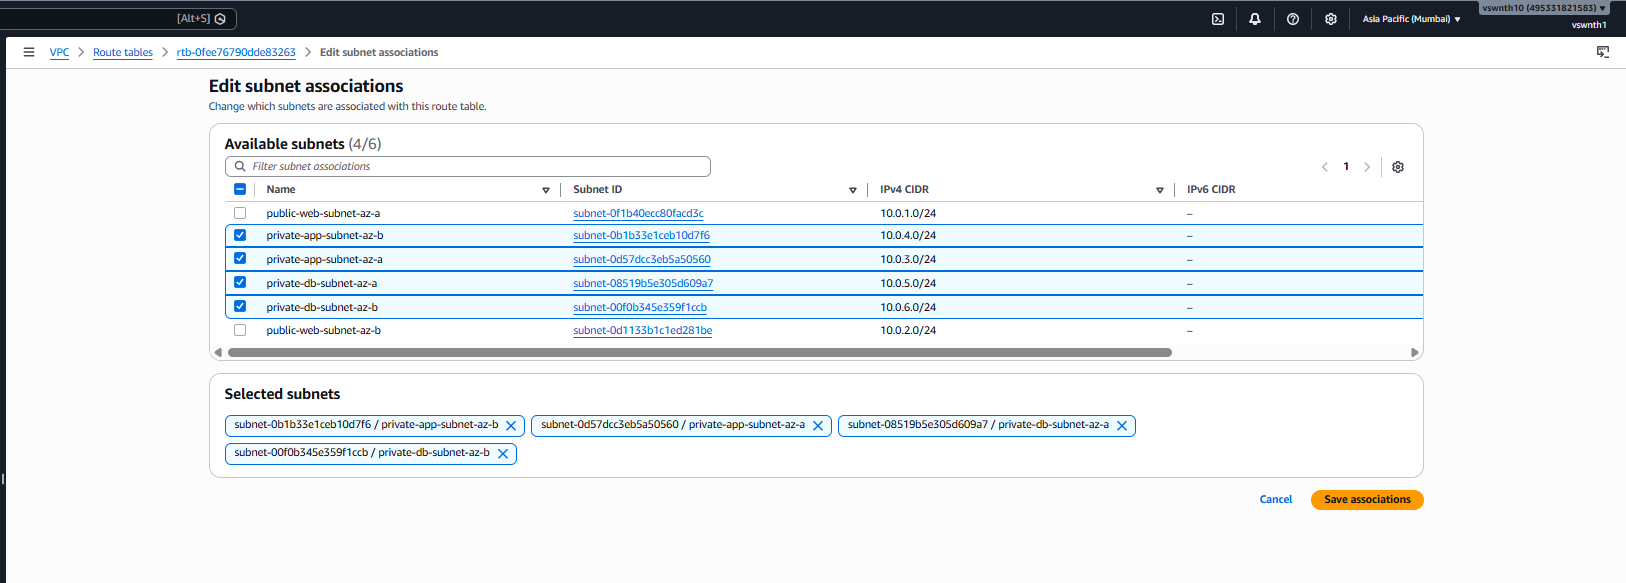 [Alt+S]
Asia Pacific (Mumbai)
vswnth10 (495331821583)
vswnth1
VPC
Route tables
rtb-0fee76790dde83263
Edit subnet associations
Edit subnet associations
Change which subnets are associated with this route table.
Available subnets (4/6)
Filter subnet associations
1
Name Subnet ID IPv4 CIDR IPv6 CIDR
public-web-subnet-az-a subnet-0f1b40ecc80facd3c 10.0.1.0/24 –
private-app-subnet-az-b subnet-0b1b33e1ceb10d7f6 10.0.4.0/24 –
private-app-subnet-az-a subnet-0d57dcc3eb5a50560 10.0.3.0/24 –
private-db-subnet-az-a subnet-08519b5e305d609a7 10.0.5.0/24 –
private-db-subnet-az-b subnet-00f0b345e359f1ccb 10.0.6.0/24 –
public-web-subnet-az-b subnet-0d1133b1c1ed281be 10.0.2.0/24 –
Selected subnets
subnet-0b1b33e1ceb10d7f6 / private-app-subnet-az-b
subnet-0d57dcc3eb5a50560 / private-app-subnet-az-a
subnet-08519b5e305d609a7 / private-db-subnet-az-a
subnet-00f0b345e359f1ccb / private-db-subnet-az-b
Cancel
Save associations